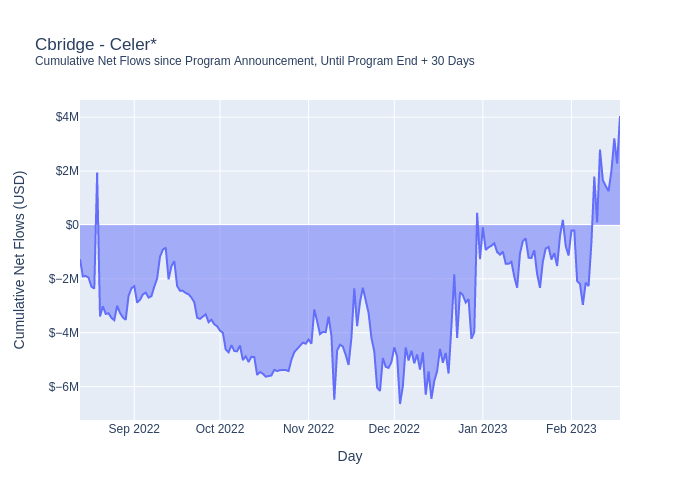 Cbridge - Celer*
Cumulative Net Flows since Program Announcement, Until Program End + 30 Days
Cumulative Net Flows (USD)
$4M
$2M
$0
−$2M
−$4M
−$6M
Sep 2022
Oct 2022
Nov 2022
Dec 2022
Jan 2023
Feb 2023
Day